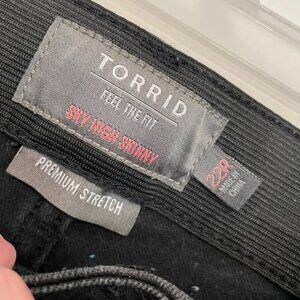 TORRID
FEEL THE FIT
SKY HIGH SKINNY
22R
MADE IN
CHINA
PREMIUM STRETCH